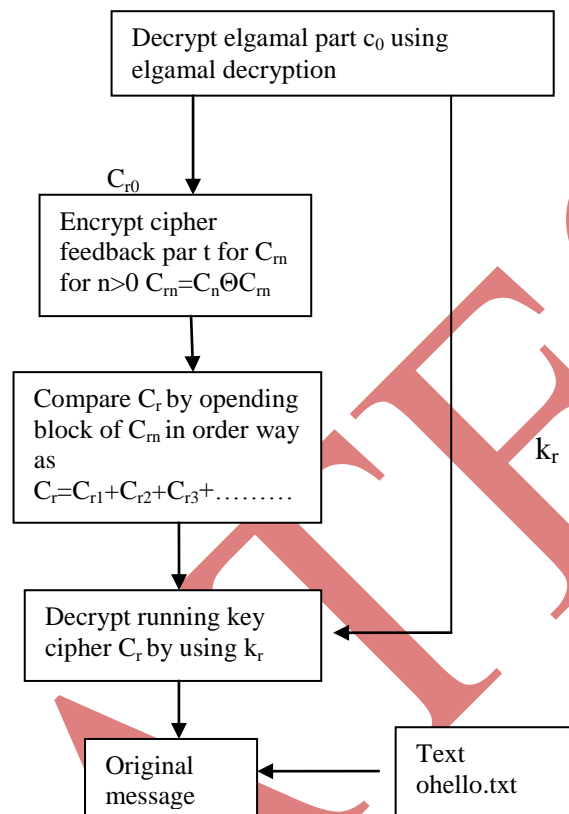 Decrypt elgamal part c₀ using
elgamal decryption
Cᵣ₀
Encrypt cipher
feedback par t for Cᵣₙ
for n>0 Cᵣₙ=CₙΘCᵣₙ
Compare Cᵣ by opending
block of Cᵣₙ in order way
as
Cᵣ=Cᵣ₁+Cᵣ₂+Cᵣ₃+………
kᵣ
Decrypt running key
cipher Cᵣ by using kᵣ
Original
message
Text
ohello.txt